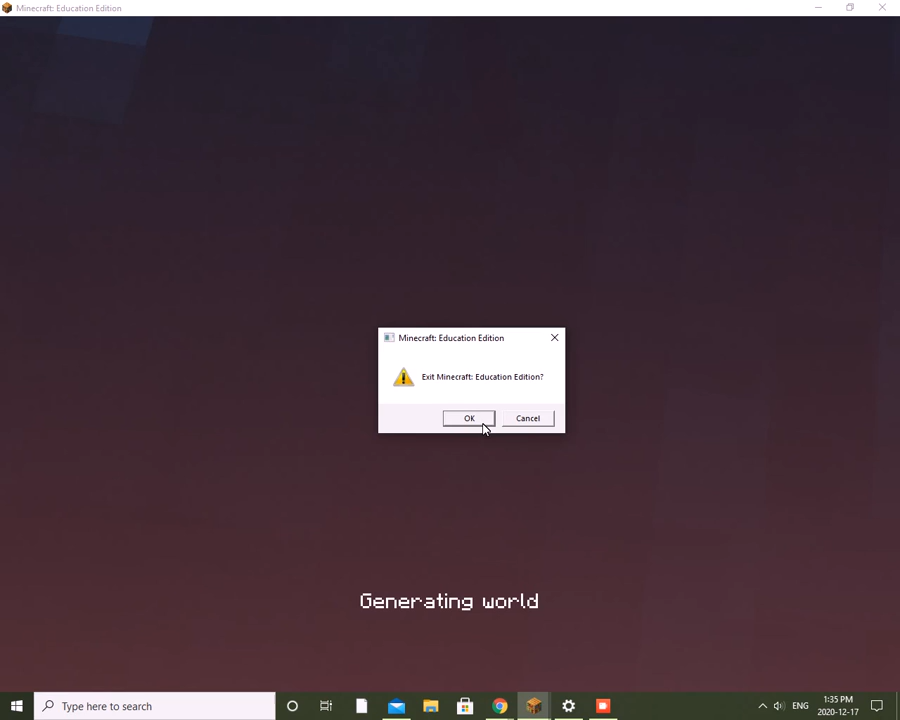 Minecraft: Education Edition
Minecraft: Education Edition
Exit Minecraft: Education Edition?
OK
Cancel
Generating world
Type here to search
ENG
1:35 PM
2020-12-17